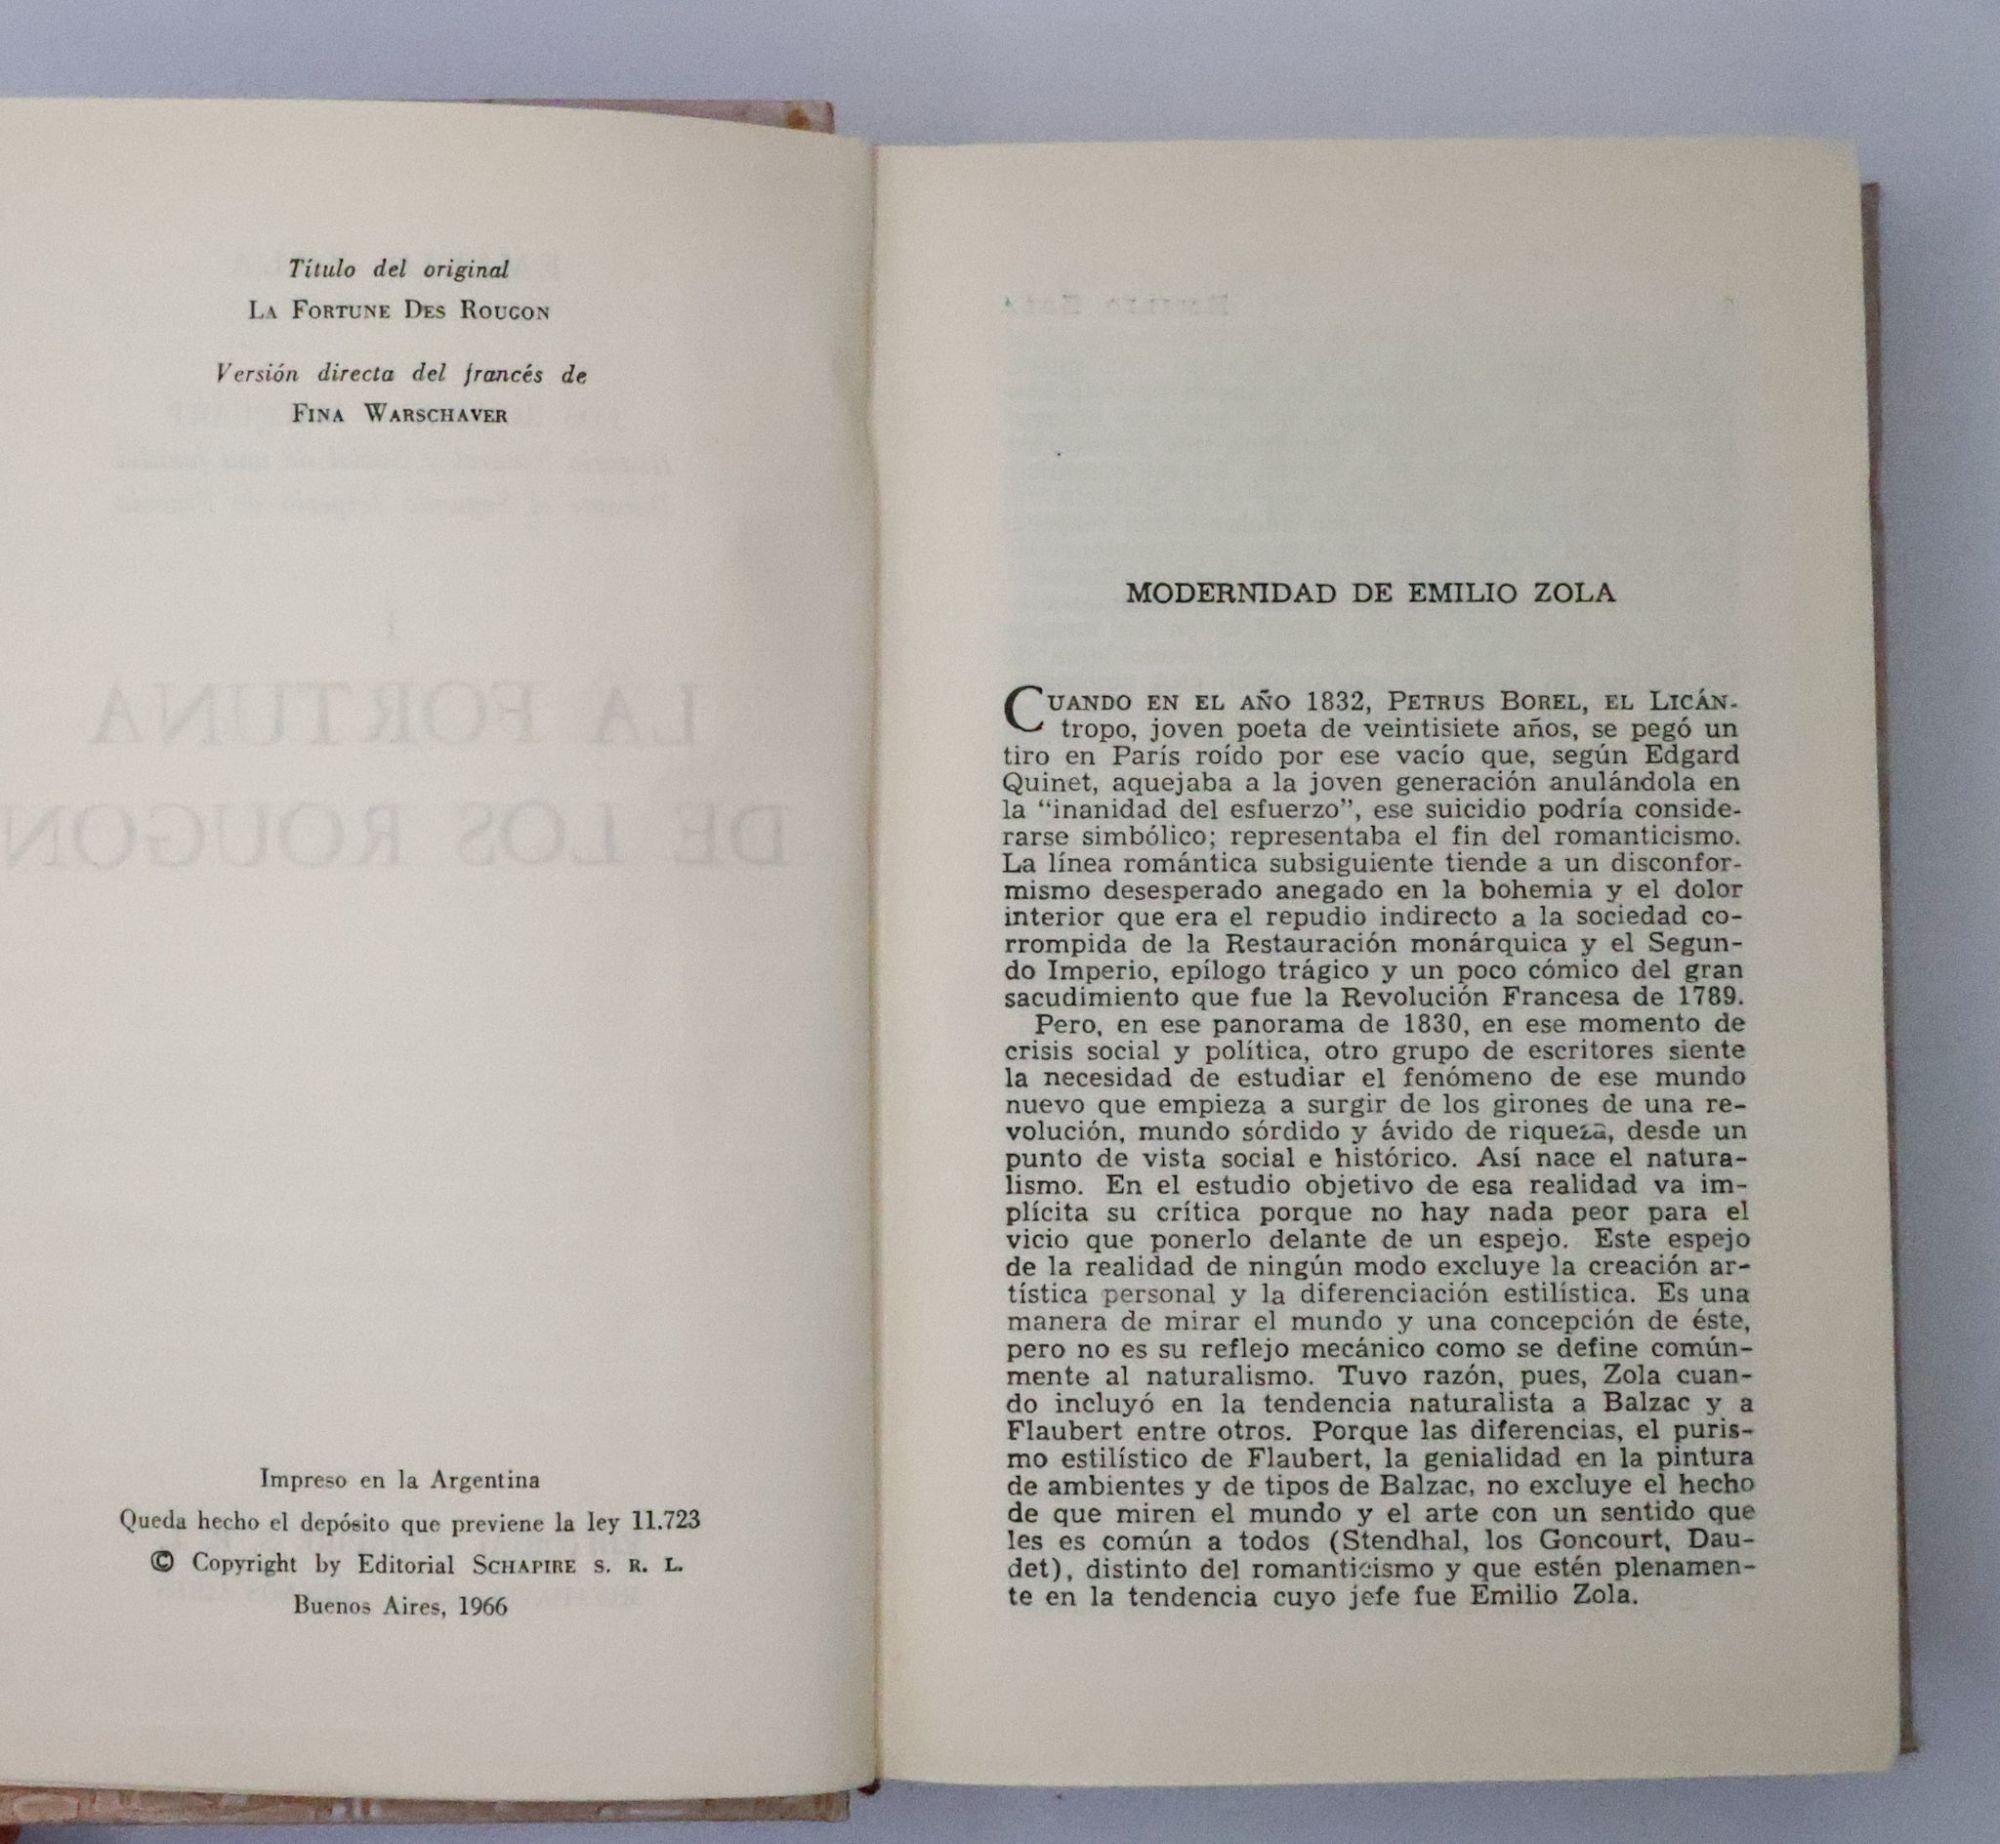 Título del original
LA FORTUNE DES ROUGON
Versión directa del francés de
FINA WARSCHAVER
LA FORTUNA
DE LOS ROUGON
Impreso en la Argentina
Queda hecho el depósito que previene la ley 11.723
© Copyright by Editorial SCHAPIRE S. R. L.
Buenos Aires, 1966
MODERNIDAD DE EMILIO ZOLA
CUANDO EN EL AÑO 1832, PETRUS BOREL, EL LICÁN-
tropo, joven poeta de veintisiete años, se pegó un
tiro en París roído por ese vacío que, según Edgard
Quinet, aquejaba a la joven generación anulándola en
la “inanidad del esfuerzo”, ese suicidio podría conside-
rarse simbólico; representaba el fin del romanticismo.
La línea romántica subsiguiente tiende a un disconfor-
mismo desesperado anegado en la bohemia y el dolor
interior que era el repudio indirecto a la sociedad co-
rrompida de la Restauración monárquica y el Segun-
do Imperio, epílogo trágico y un poco cómico del gran
sacudimiento que fue la Revolución Francesa de 1789.
Pero, en ese panorama de 1830, en ese momento de
crisis social y política, otro grupo de escritores siente
la necesidad de estudiar el fenómeno de ese mundo
nuevo que empieza a surgir de los girones de una re-
volución, mundo sórdido y ávido de riqueza, desde un
punto de vista social e histórico. Así nace el natura-
lismo. En el estudio objetivo de esa realidad va im-
plícita su crítica porque no hay nada peor para el
vicio que ponerlo delante de un espejo. Este espejo
de la realidad de ningún modo excluye la creación ar-
tística personal y la diferenciación estilística. Es una
manera de mirar el mundo y una concepción de éste,
pero no es su reflejo mecánico como se define común-
mente al naturalismo. Tuvo razón, pues, Zola cuan-
do incluyó en la tendencia naturalista a Balzac y a
Flaubert entre otros. Porque las diferencias, el puris-
mo estilístico de Flaubert, la genialidad en la pintura
de ambientes y de tipos de Balzac, no excluye el hecho
de que miren el mundo y el arte con un sentido que
les es común a todos (Stendhal, los Goncourt, Dau-
det), distinto del romanticismo y que estén plenamen-
te en la tendencia cuyo jefe fue Emilio Zola.